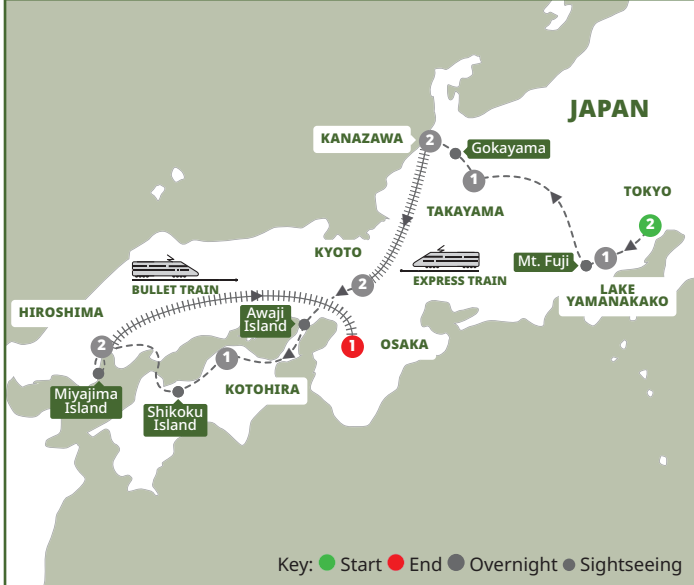 JAPAN
KANAZAWA
2
Gokayama
1
TAKAYAMA
TOKYO
2
Mt. Fuji
1
LAKE
YAMANAKAKO
KYOTO
2
EXPRESS TRAIN
BULLET TRAIN
HIROSHIMA
2
Awaji
Island
1
OSAKA
1
KOTOHIRA
Miyajima
Island
Shikoku
Island
Key: Start End Overnight Sightseeing